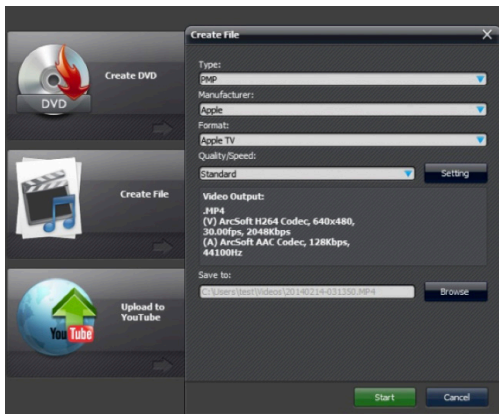 Create DVD
DVD
Create File
Upload to
YouTube
You Tube
Create File
Type:
PMP
Manufacturer:
Apple
Format:
Apple TV
Quality/Speed:
Standard
Setting
Video Output:
.MP4
(V) ArcSoft H264 Codec, 640x480,
30.00fps, 2048Kbps
(A) ArcSoft AAC Codec, 128Kbps,
44100Hz
Save to:
C:\Users\test\Videos\20140214-031350.MP4
Browse
Start
Cancel